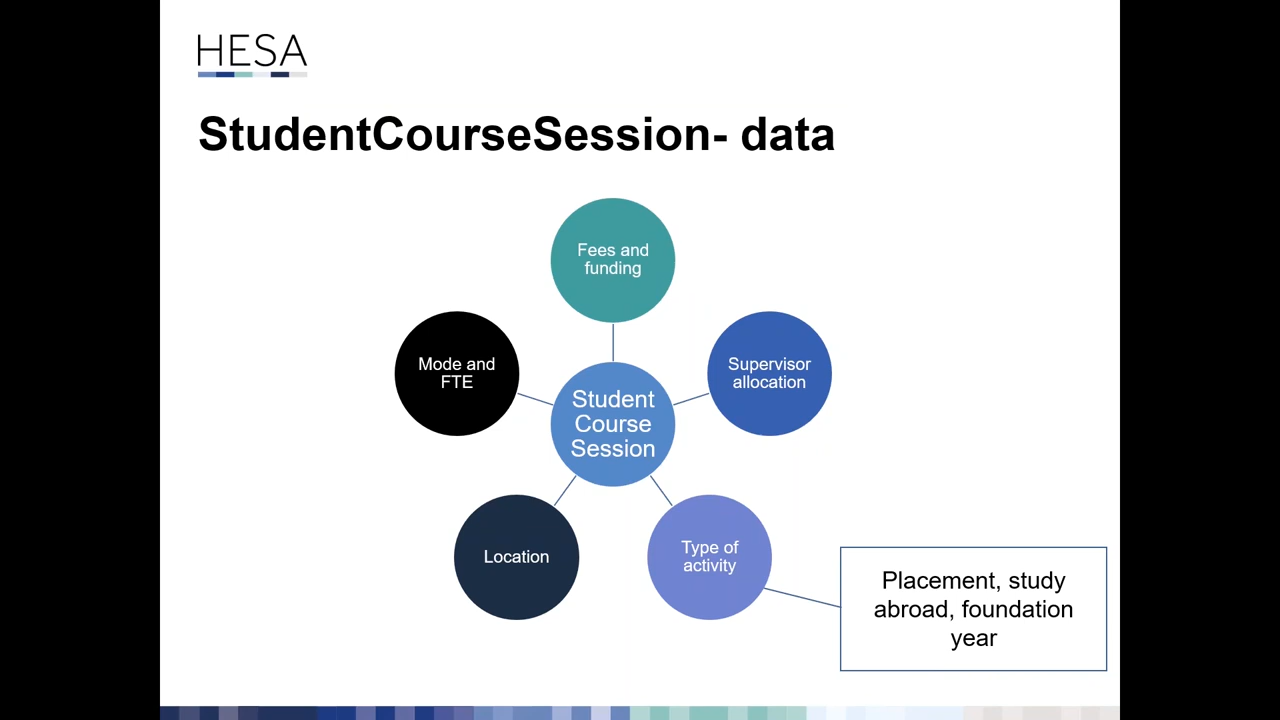 HESA
StudentCourseSession- data
Fees and
funding
Mode and
FTE
Supervisor
allocation
Student
Course
Session
Location
Type of
activity
Placement, study
abroad, foundation
year